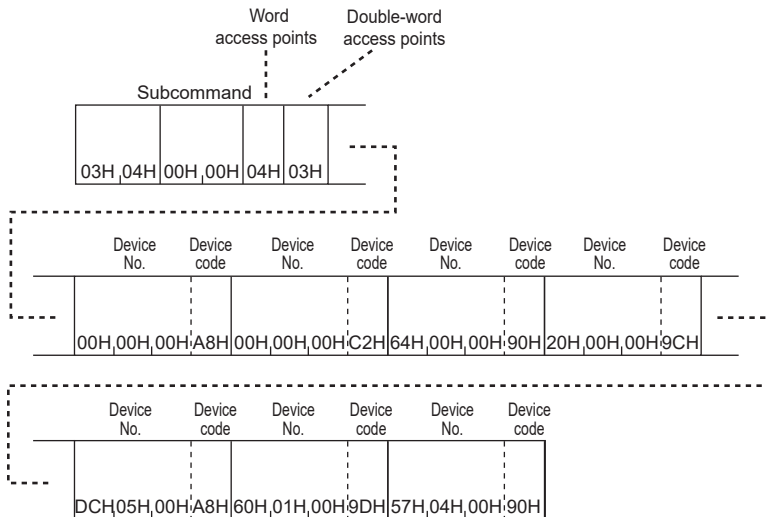 Word
access points
Double-word
access points
Subcommand
03H 04H 00H 00H 04H 03H
Device No. Device code Device No. Device code Device No. Device code Device No. Device code
00H 00H 00H A8H 00H 00H 00H C2H 64H 00H 00H 90H 20H 00H 00H 9CH
Device No. Device code Device No. Device code Device No. Device code
DCH 05H 00H A8H 60H 01H 00H 9DH 57H 04H 00H 90H